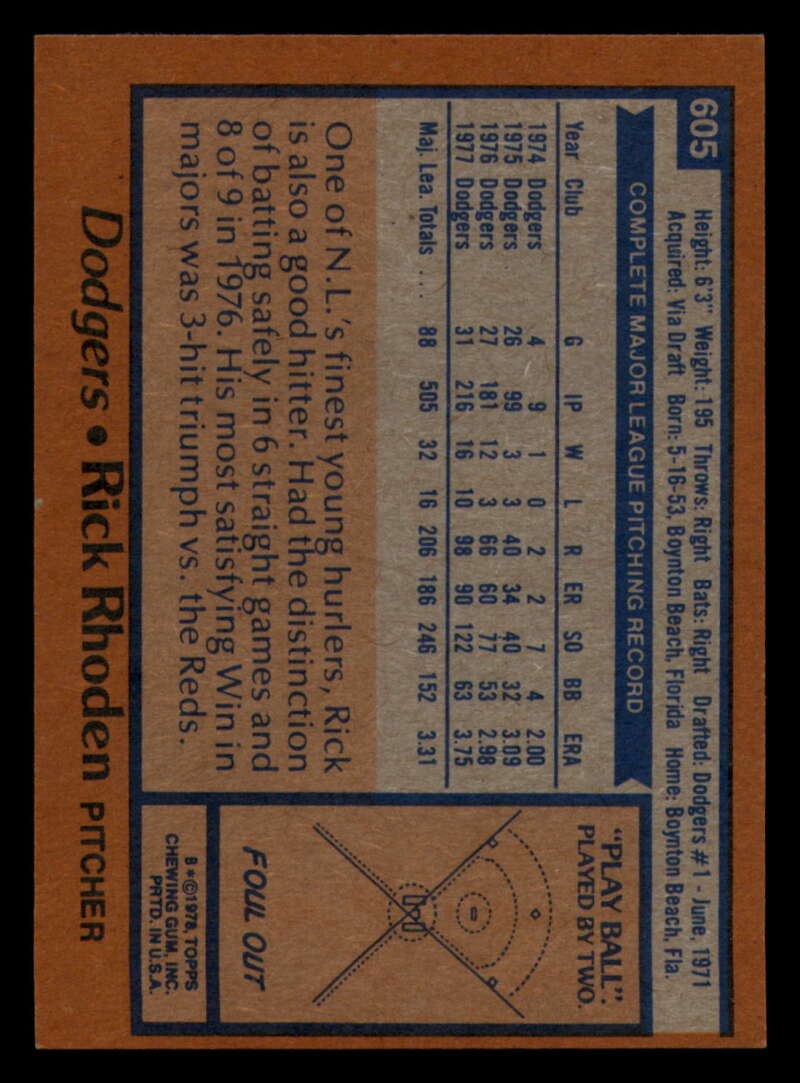 605
Height: 6'3" Weight: 195 Throws: Right Bats: Right Drafted: Dodgers #1 - June, 1971
Acquired: Via Draft Born: 5-16-53, Boynton Beach, Florida Home: Boynton Beach, Fla.
COMPLETE MAJOR LEAGUE PITCHING RECORD
Year Club G IP W L R ER SO BB ERA
1974 Dodgers 4 9 1 0 2 2 7 4 2.00
1975 Dodgers 26 99 3 3 40 34 40 32 3.09
1976 Dodgers 27 181 12 3 66 60 77 53 2.98
1977 Dodgers 31 216 16 10 98 90 122 63 3.75
Maj. Lea. Totals .... 88 505 32 16 206 186 246 152 3.31
One of N.L.'s finest young hurlers, Rick
is also a good hitter. Had the distinction
of batting safely in 6 straight games and
8 of 9 in 1976. His most satisfying Win in
majors was 3-hit triumph vs. the Reds.
"PLAY BALL":
PLAYED BY TWO.
FOUL OUT
B*©1978, TOPPS
CHEWING GUM, INC.
PRTD. IN U.S.A.
Dodgers • Rick Rhoden PITCHER